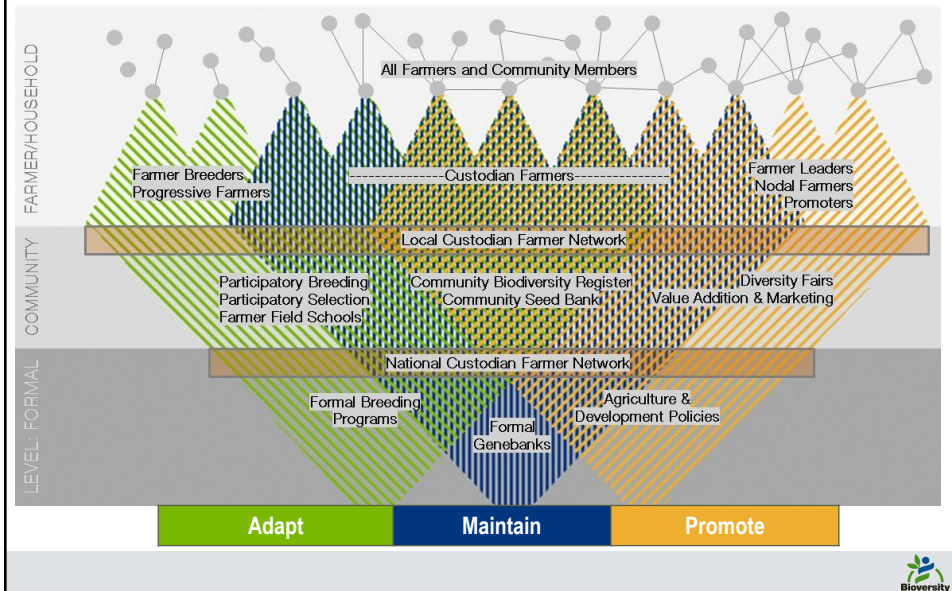 FARMER/HOUSEHOLD
All Farmers and Community Members
Farmer Breeders
Progressive Farmers
--------------------Custodian Farmers--------------------
Farmer Leaders
Nodal Farmers
Promoters
COMMUNITY
Local Custodian Farmer Network
Participatory Breeding
Participatory Selection
Farmer Field Schools
Community Biodiversity Register
Community Seed Bank
Diversity Fairs
Value Addition & Marketing
LEVEL: FORMAL
National Custodian Farmer Network
Formal Breeding
Programs
Formal
Genebanks
Agriculture &
Development Policies
Adapt
Maintain
Promote
Bioversity